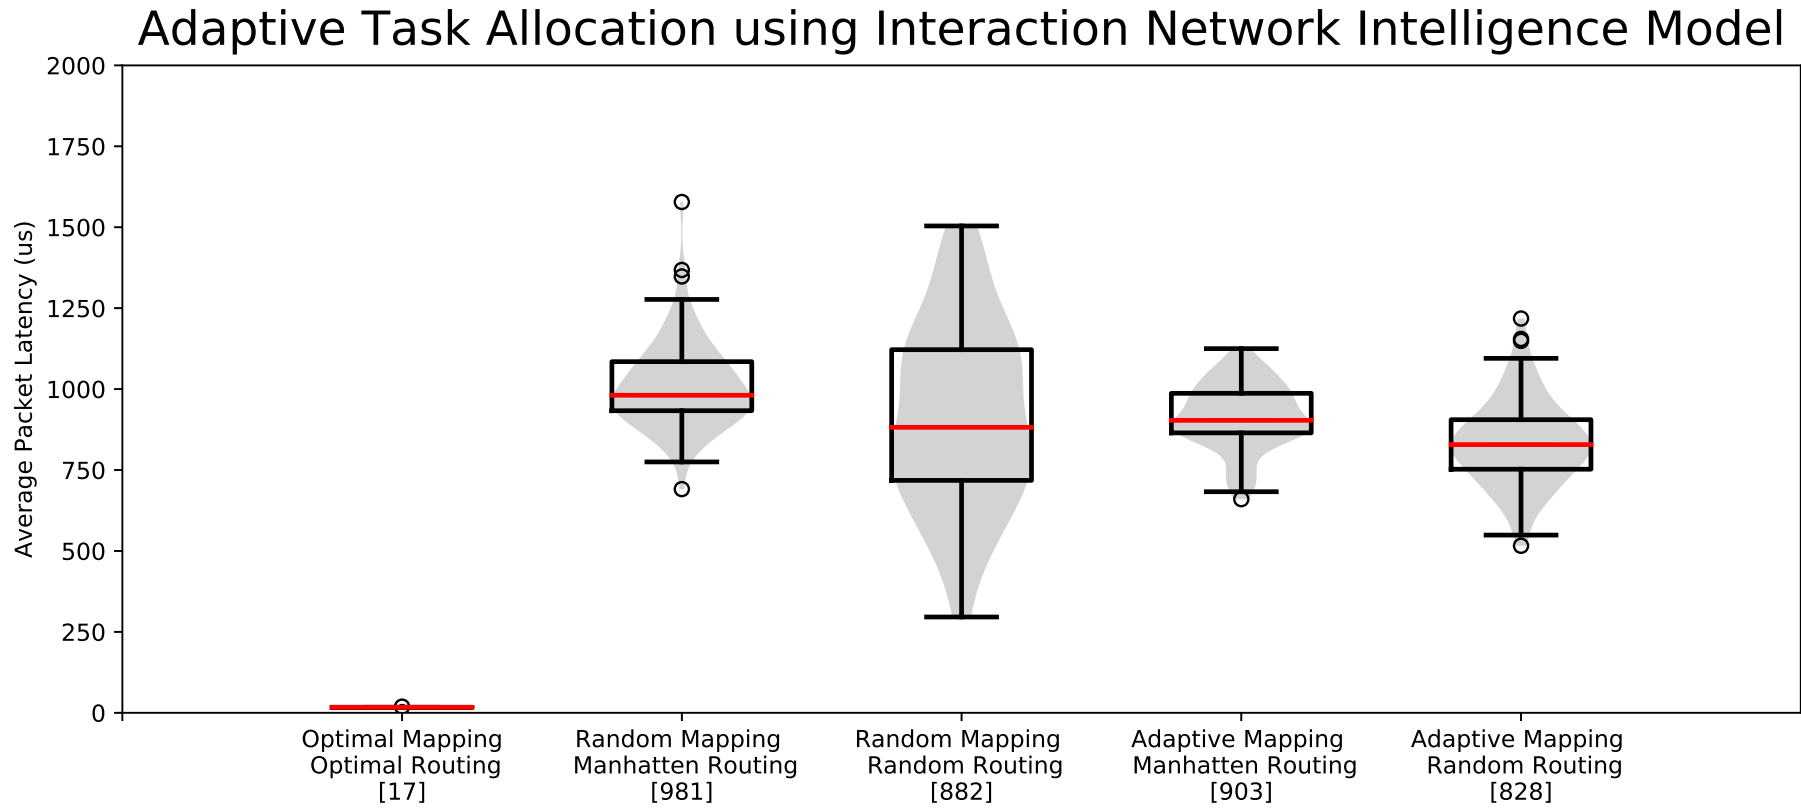 Adaptive Task Allocation using Interaction Network Intelligence Model
2000
1750
1500
1250
1000
750
500
250
0
Average Packet Latency (us)
Optimal Mapping
Optimal Routing
[17]
Random Mapping
Manhatten Routing
[981]
Random Mapping
Random Routing
[882]
Adaptive Mapping
Manhatten Routing
[903]
Adaptive Mapping
Random Routing
[828]